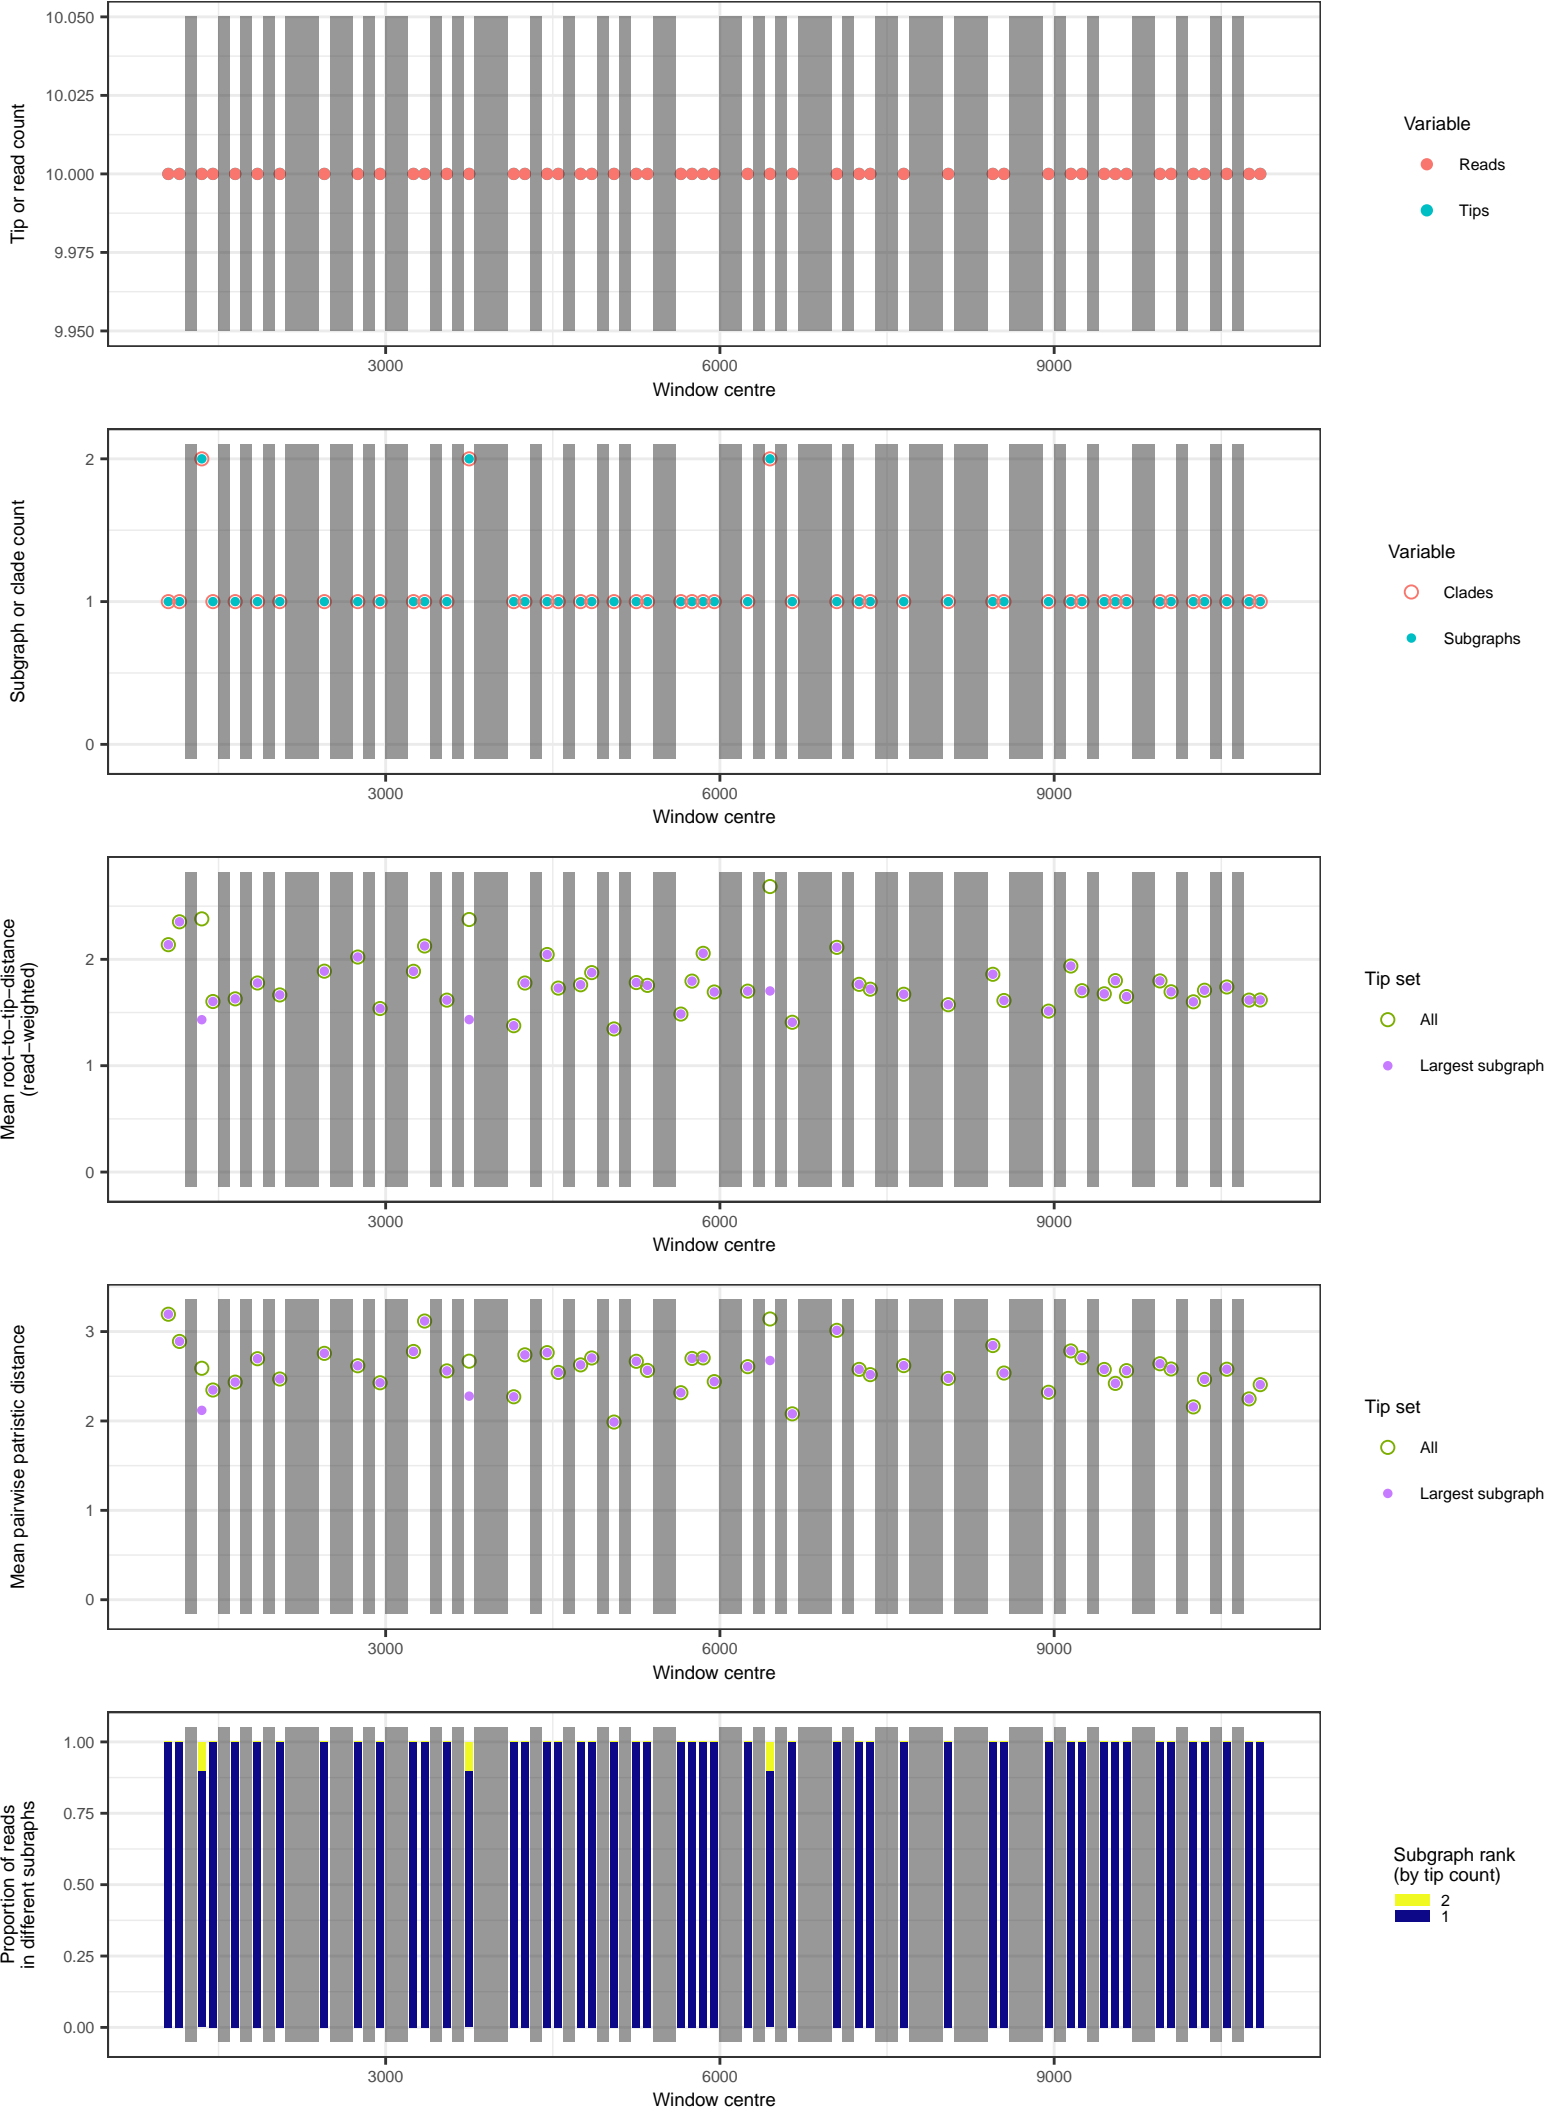 10.050
10.025
10.000
9.975
9.950
Tip or read count
3000
6000
9000
Window centre
Variable
Reads
Tips
2
1
0
Subgraph or clade count
3000
6000
9000
Window centre
Variable
Clades
Subgraphs
2
1
0
Mean root−to−tip−distance
(read−weighted)
3000
6000
9000
Window centre
Tip set
All
Largest subgraph
3
2
1
0
Mean pairwise patristic distance
3000
6000
9000
Window centre
Tip set
All
Largest subgraph
1.00
0.75
0.50
0.25
0.00
Proportion of reads
in different subraphs
3000
6000
9000
Window centre
Subgraph rank
(by tip count)
2
1